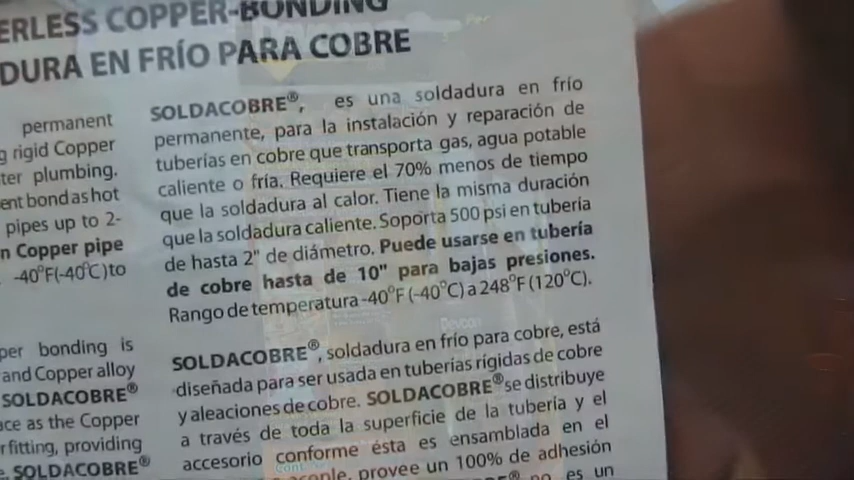 ERLESS COPPER-BONDING
DURA EN FRÍO PARA COBRE
permanent
g rigid Copper
ter plumbing.
ent bond as hot
pipes up to 2-
n Copper pipe
-40°F(-40°C) to
per bonding is
and Copper alloy
SOLDACOBRE®
ace as the Copper
r fitting, providing
e. SOLDACOBRE®
SOLDACOBRE®, es una soldadura en frío
permanente, para la instalación y reparación de
tuberías en cobre que transporta gas, agua potable
caliente o fría. Requiere el 70% menos de tiempo
que la soldadura al calor. Tiene la misma duración
que la soldadura caliente. Soporta 500 psi en tubería
de hasta 2" de diámetro. Puede usarse en tubería
de cobre hasta de 10" para bajas presiones.
Rango de temperatura -40°F (-40°C) a 248°F (120°C).
SOLDACOBRE®, soldadura en frío para cobre, está
diseñada para ser usada en tuberías rígidas de cobre
y aleaciones de cobre. SOLDACOBRE® se distribuye
a través de toda la superficie de la tubería y el
accesorio conforme ésta es ensamblada en el
acople, provee un 100% de adhesión
no es un